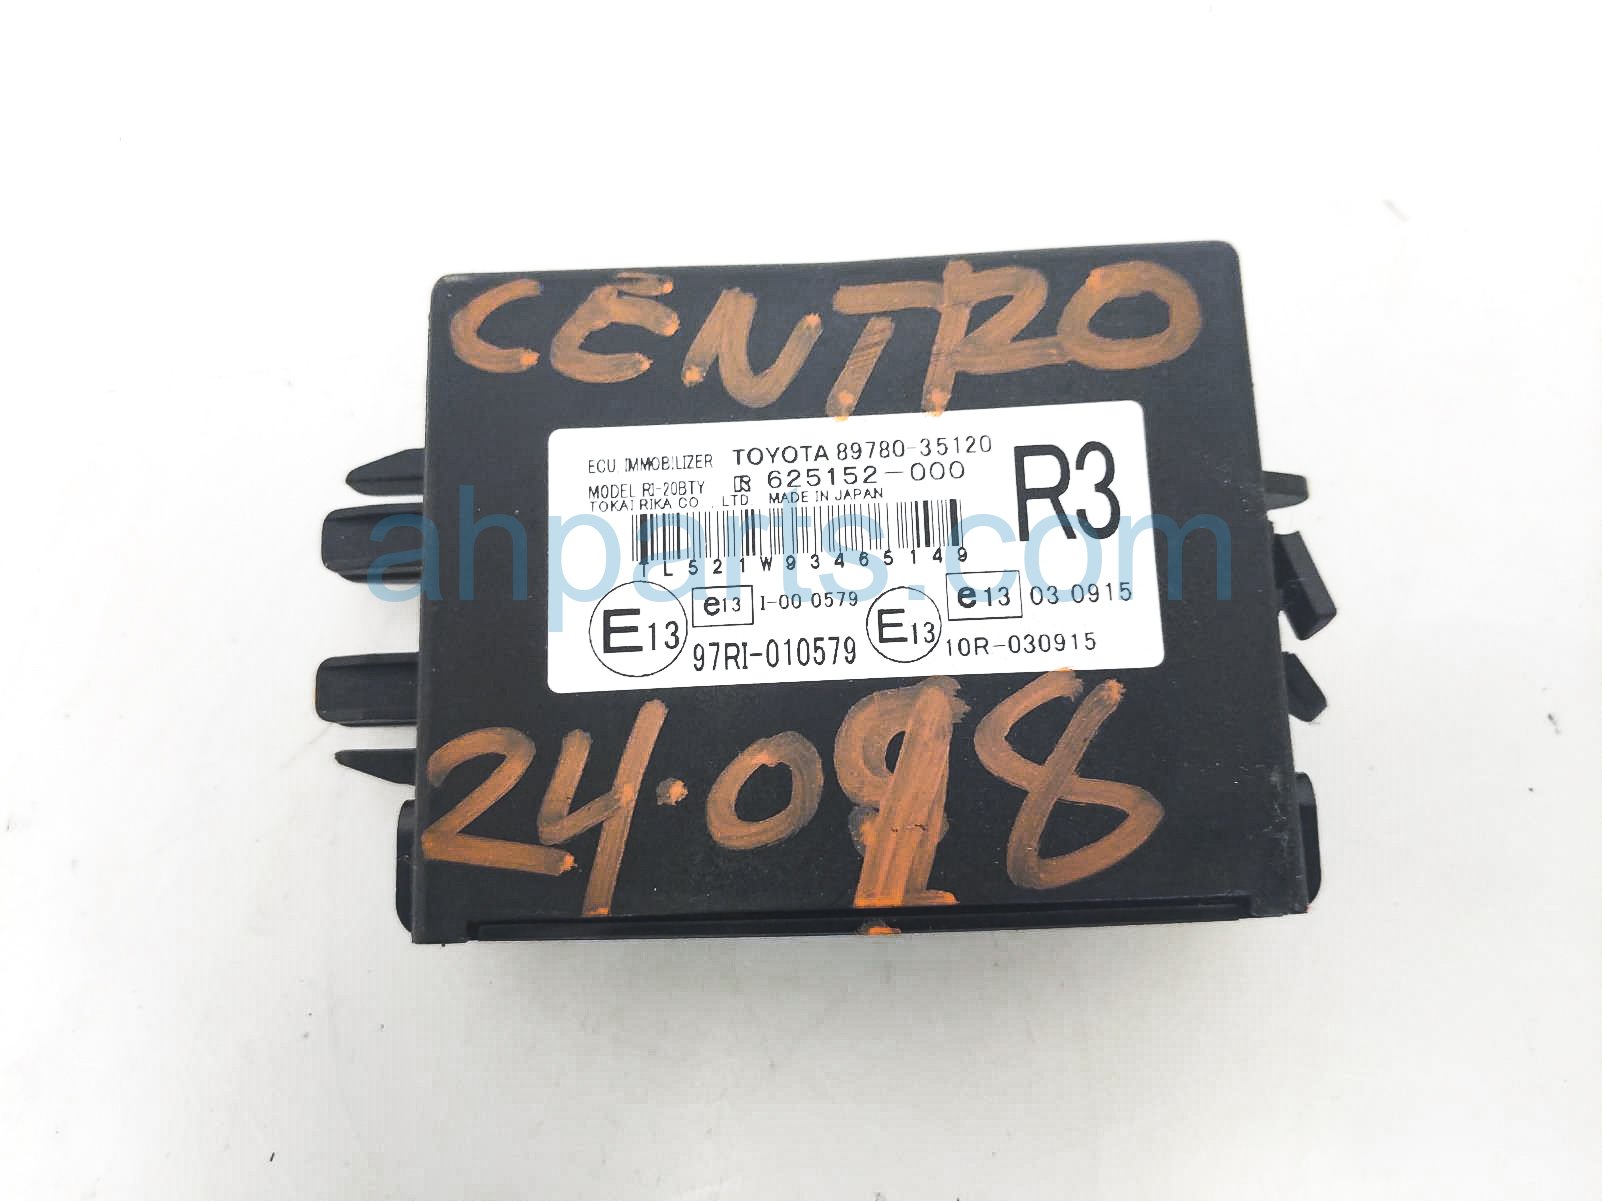 CENTRO
ECU IMMOBILIZER TOYOTA 89780-35120
MODEL RI-20BTY 625152-000
TOKAI RIKA CO., LTD MADE IN JAPAN
R3
L521W93465149
E13 e13 I-00 0579
97RI-010579
E13 e13 03 0915
10R-030915
24.098
ahparts.com